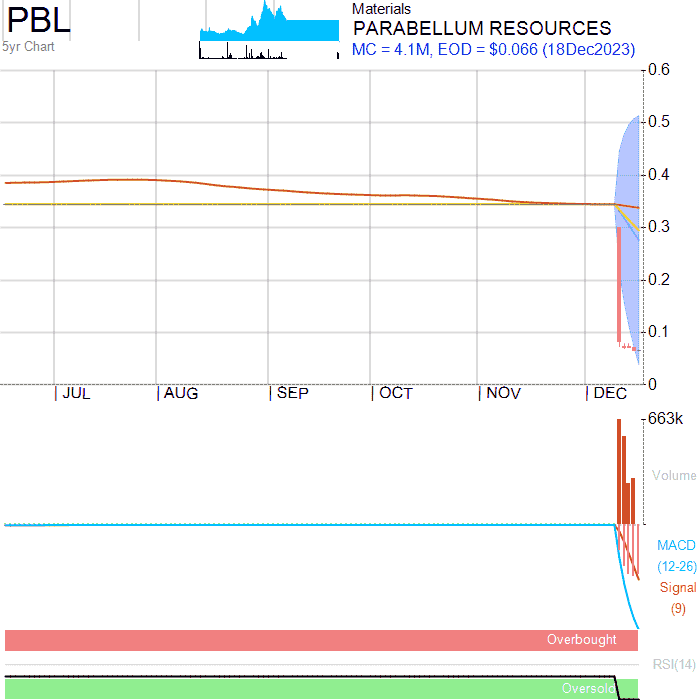 PBL
5yr Chart
Materials
PARABELLUM RESOURCES
MC = 4.1M, EOD = $0.066 (18Dec2023)
0.6
0.5
0.4
0.3
0.2
0.1
0
JUL AUG SEP OCT NOV DEC
663k
Volume
MACD
(12-26)
Signal
(9)
Overbought
RSI(14)
Oversold